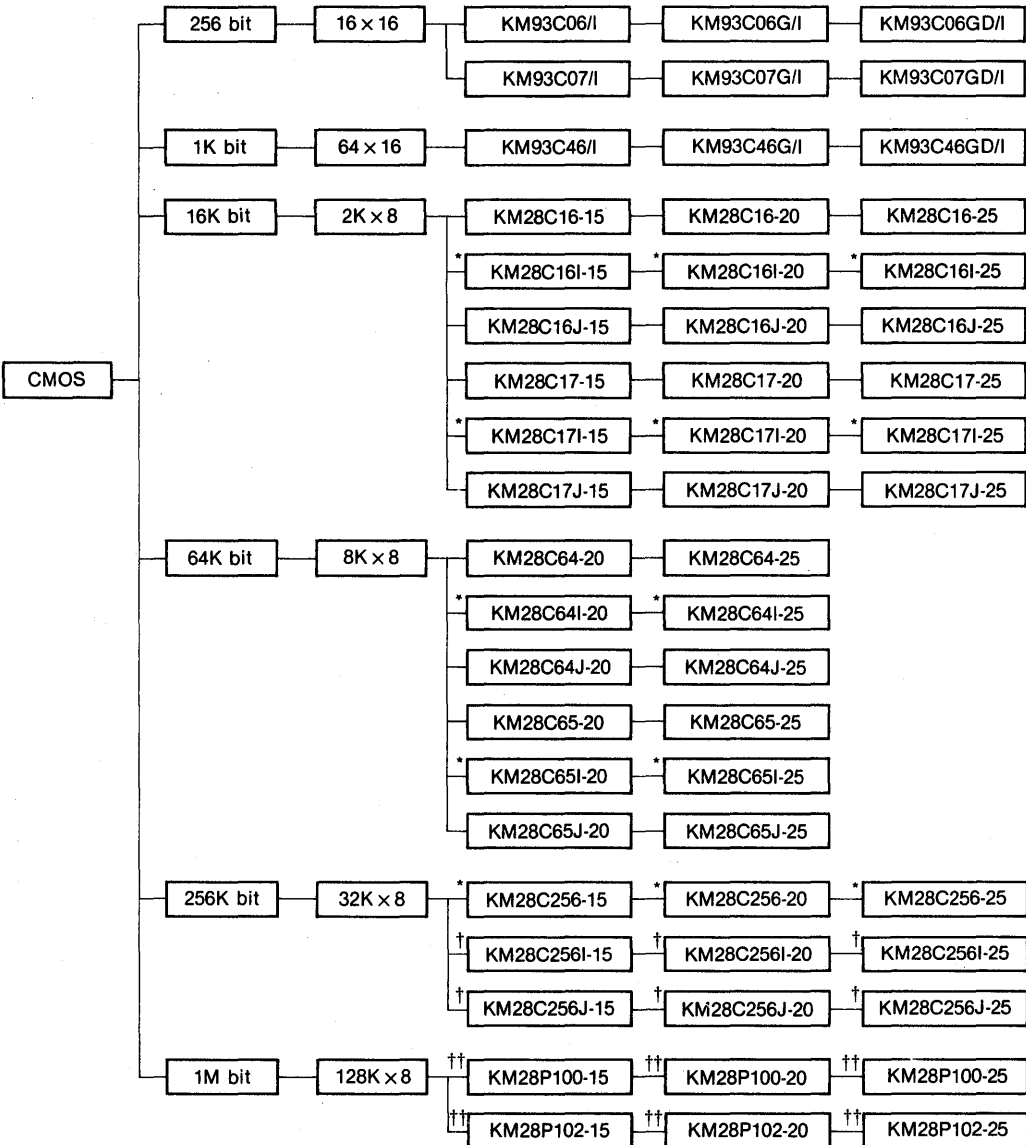 256 bit 16 × 16 KM93C06/I KM93C06G/I KM93C06GD/I
KM93C07/I KM93C07G/I KM93C07GD/I
1K bit 64 × 16 KM93C46/I KM93C46G/I KM93C46GD/I
16K bit 2K × 8 KM28C16-15 KM28C16-20 KM28C16-25
* KM28C16I-15 * KM28C16I-20 * KM28C16I-25
KM28C16J-15 KM28C16J-20 KM28C16J-25
CMOS KM28C17-15 KM28C17-20 KM28C17-25
* KM28C17I-15 * KM28C17I-20 * KM28C17I-25
KM28C17J-15 KM28C17J-20 KM28C17J-25
64K bit 8K × 8 KM28C64-20 KM28C64-25
* KM28C64I-20 * KM28C64I-25
KM28C64J-20 KM28C64J-25
KM28C65-20 KM28C65-25
* KM28C65I-20 * KM28C65I-25
KM28C65J-20 KM28C65J-25
256K bit 32K × 8 * KM28C256-15 * KM28C256-20 * KM28C256-25
† KM28C256I-15 † KM28C256I-20 † KM28C256I-25
† KM28C256J-15 † KM28C256J-20 † KM28C256J-25
1M bit 128K × 8 †† KM28P100-15 †† KM28P100-20 †† KM28P100-25
†† KM28P102-15 †† KM28P102-20 †† KM28P102-25